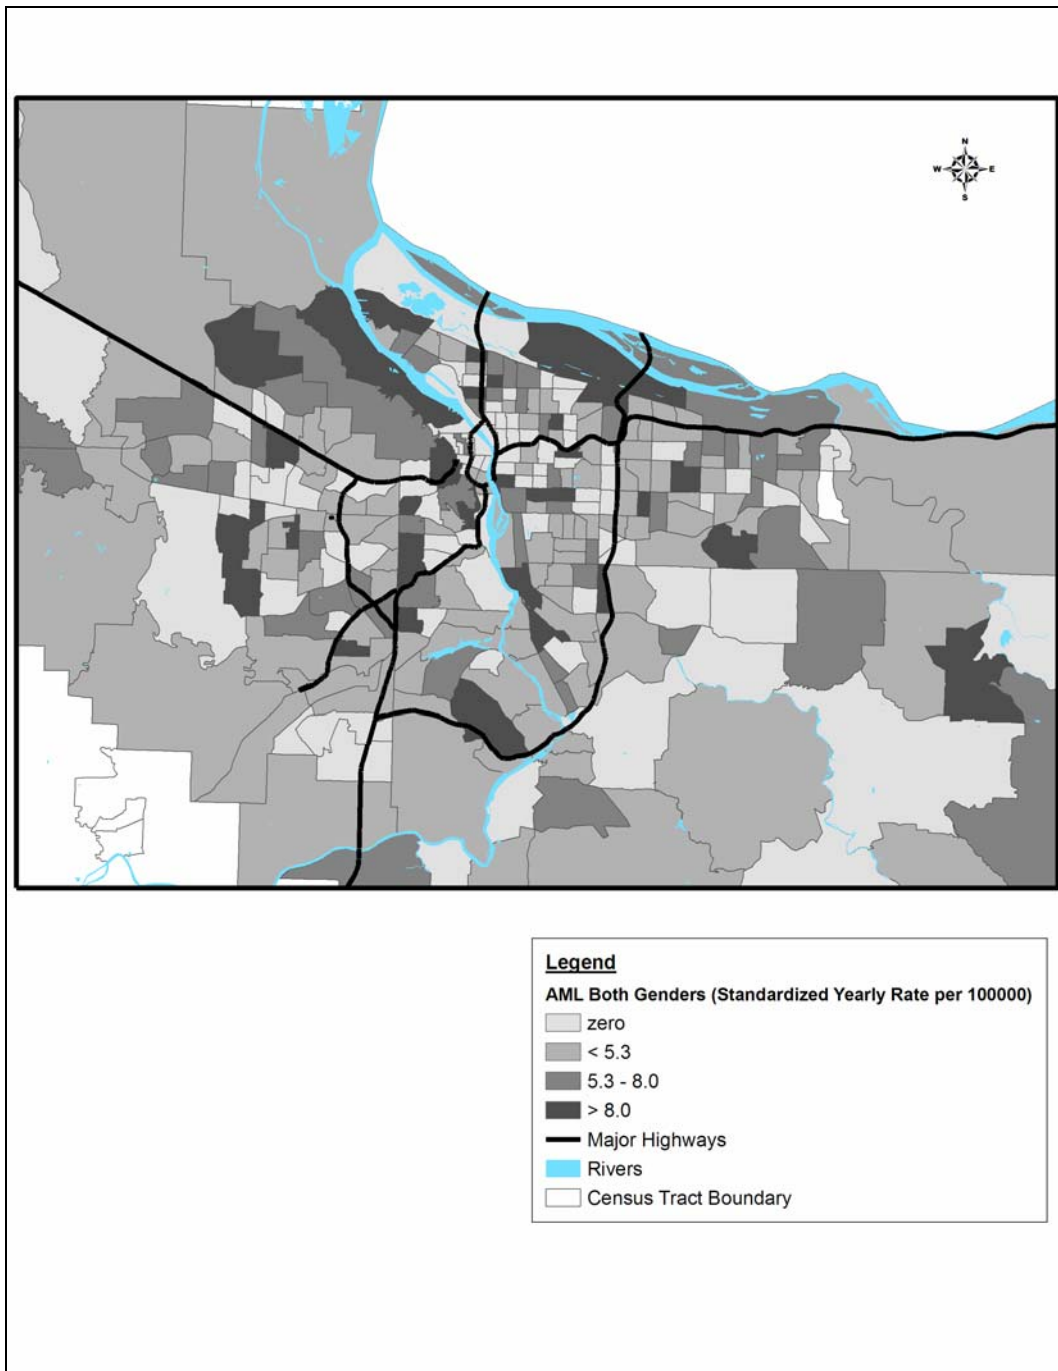 N
W E
S
Legend
AML Both Genders (Standardized Yearly Rate per 100000)
zero
< 5.3
5.3 - 8.0
> 8.0
Major Highways
Rivers
Census Tract Boundary